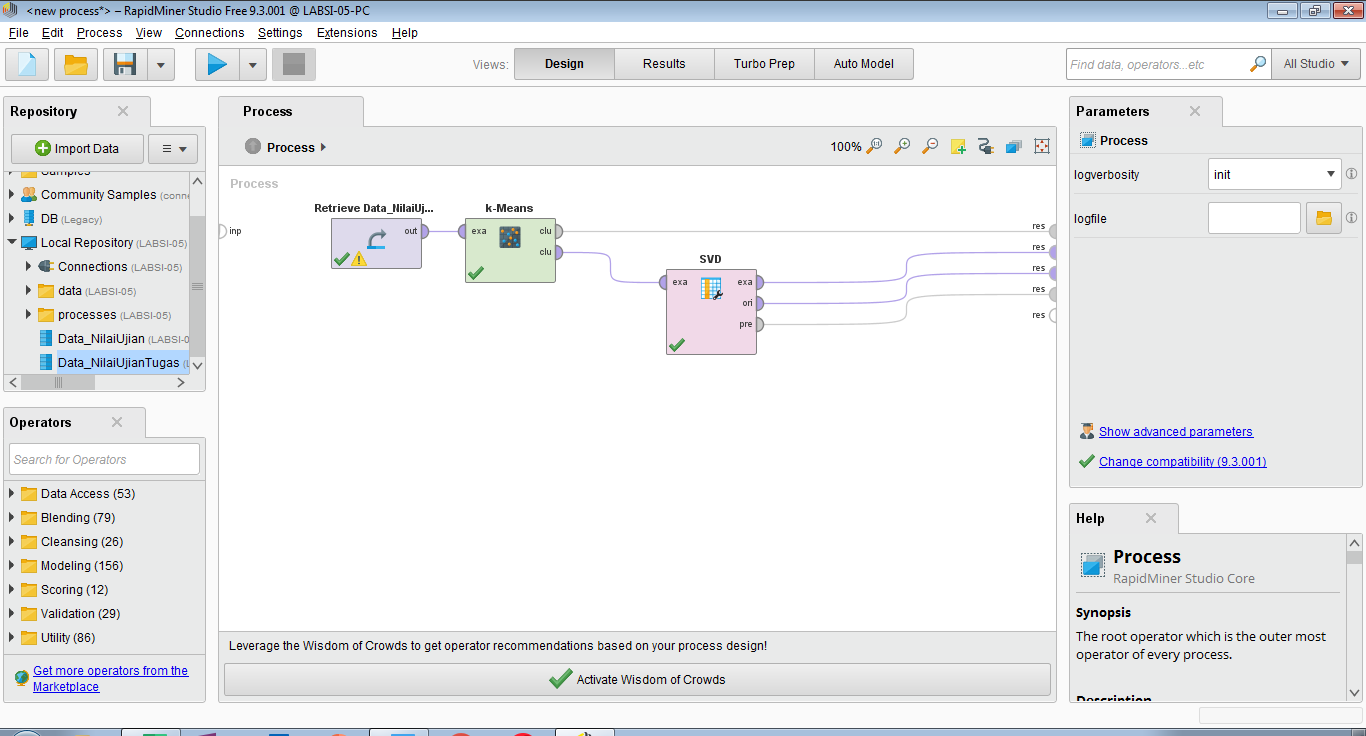 <new process*> – RapidMiner Studio Free 9.3.001 @ LABSI-05-PC
File Edit Process View Connections Settings Extensions Help
Views: Design Results Turbo Prep Auto Model
Find data, operators...etc
All Studio
Repository
Import Data
Samples
Community Samples (conne
DB (Legacy)
Local Repository (LABSI-05)
Connections (LABSI-05)
data (LABSI-05)
processes (LABSI-05)
Data_NilaiUjian (LABSI-0
Data_NilaiUjianTugas (L
Operators
Search for Operators
Data Access (53)
Blending (79)
Cleansing (26)
Modeling (156)
Scoring (12)
Validation (29)
Utility (86)
Get more operators from the
Marketplace
Process
Process
100%
Process
inp
Retrieve Data_NilaiUj...
out
k-Means
exa clu
clu
SVD
exa exa
ori
pre
res
res
res
res
res
Leverage the Wisdom of Crowds to get operator recommendations based on your process design!
Activate Wisdom of Crowds
Parameters
Process
logverbosity init
logfile
Show advanced parameters
Change compatibility (9.3.001)
Help
Process
RapidMiner Studio Core
Synopsis
The root operator which is the outer most
operator of every process.
Description